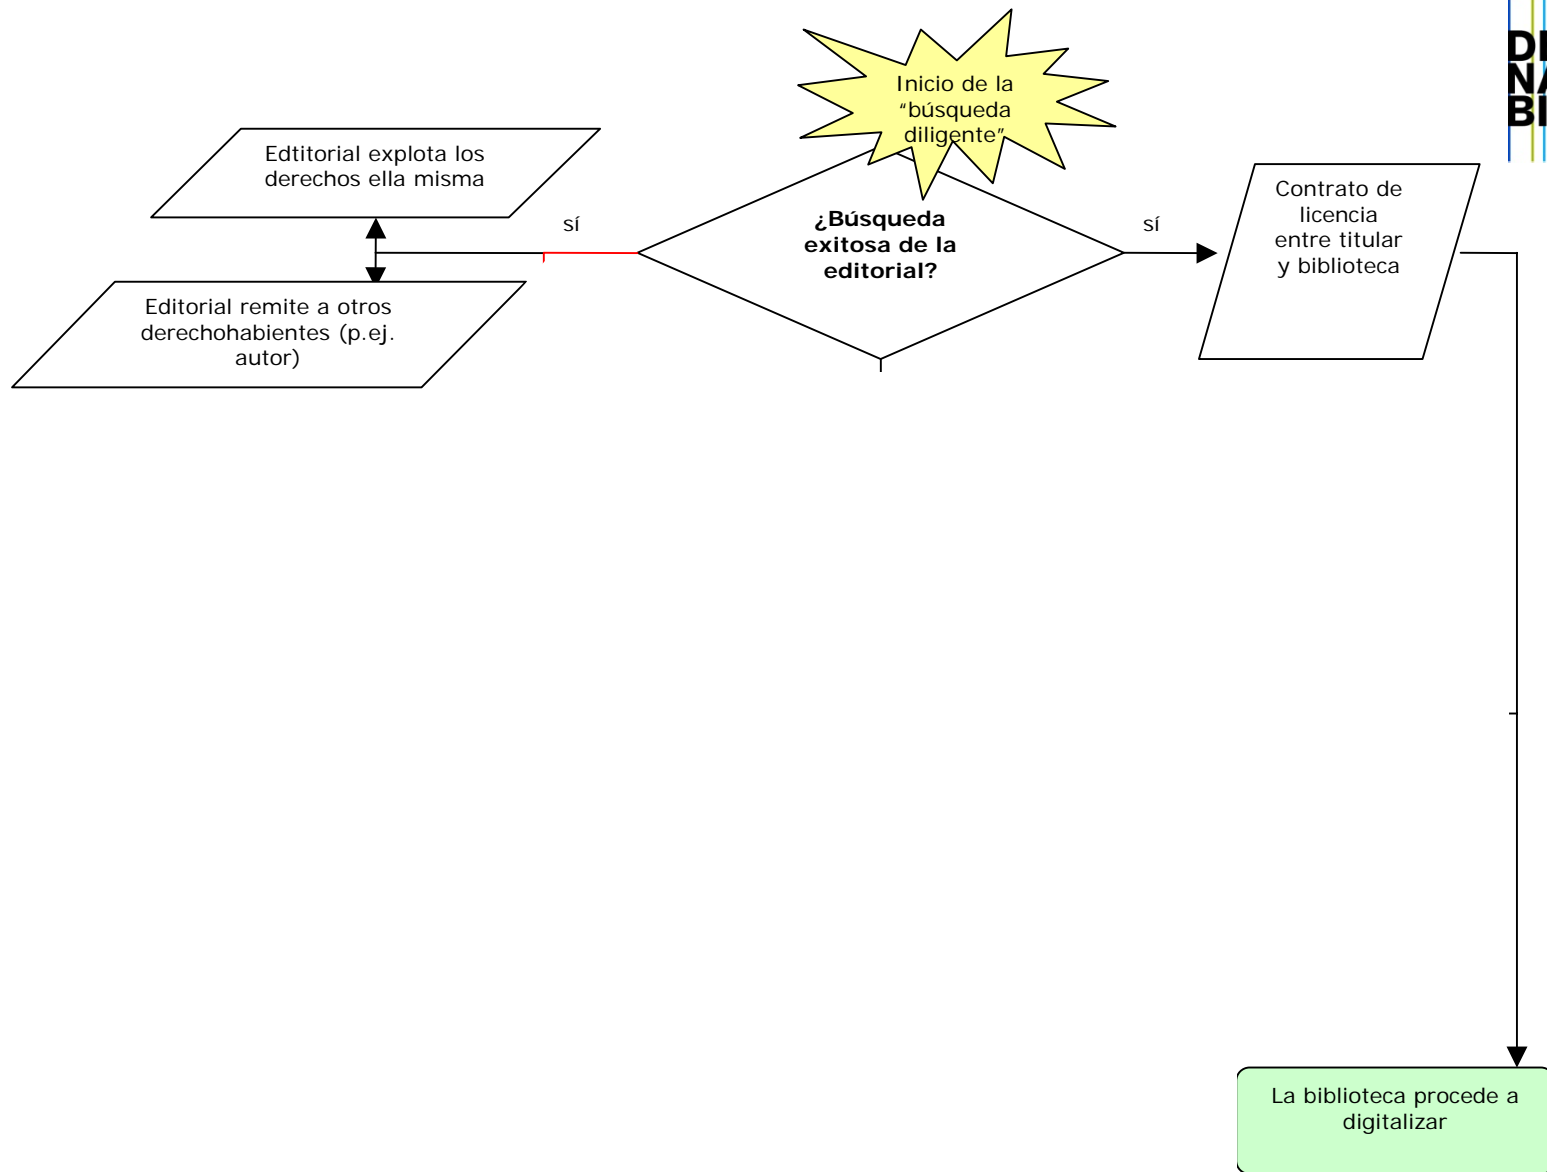 Inicio de la
“búsqueda
diligente”
Edtitorial explota los
derechos ella misma
sí
¿Búsqueda
exitosa de la
editorial?
sí
Contrato de
licencia
entre titular
y biblioteca
Editorial remite a otros
derechohabientes (p.ej.
autor)
La biblioteca procede a
digitalizar